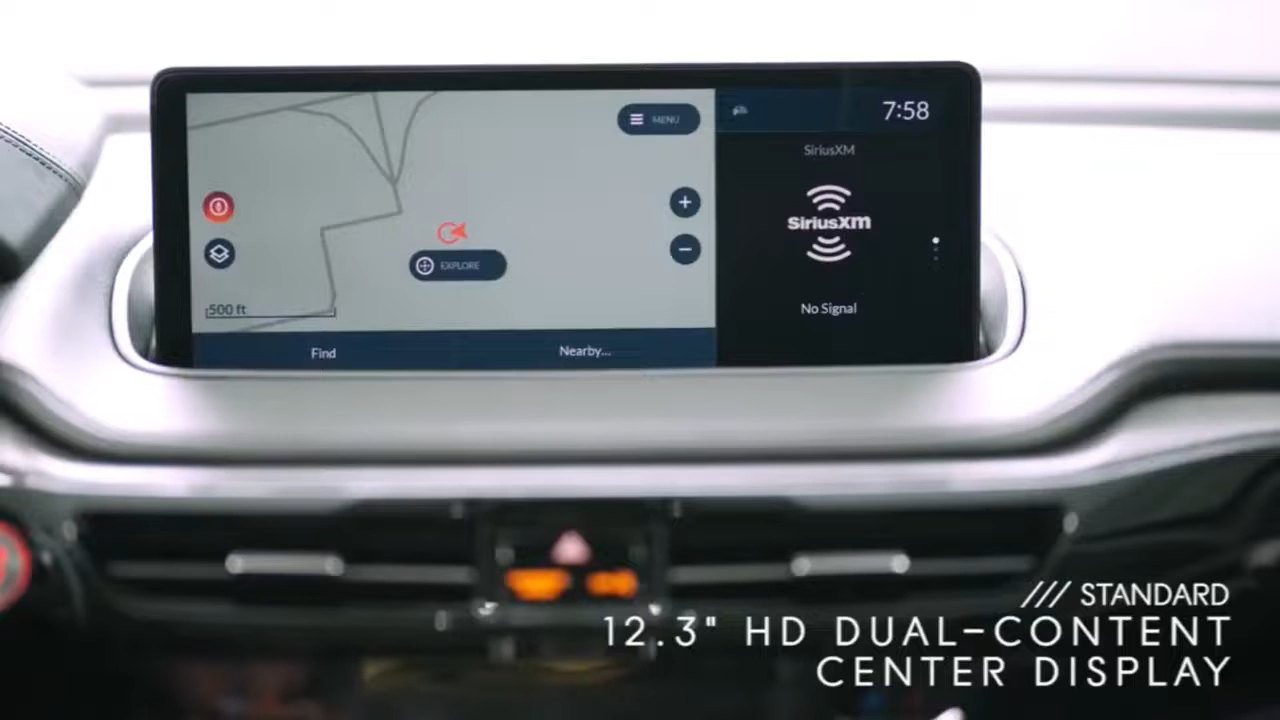 MENU
7:58
SiriusXM
SiriusXM
EXPLORE
500 ft
No Signal
Find
Nearby...
/// STANDARD
12.3" HD DUAL-CONTENT
CENTER DISPLAY